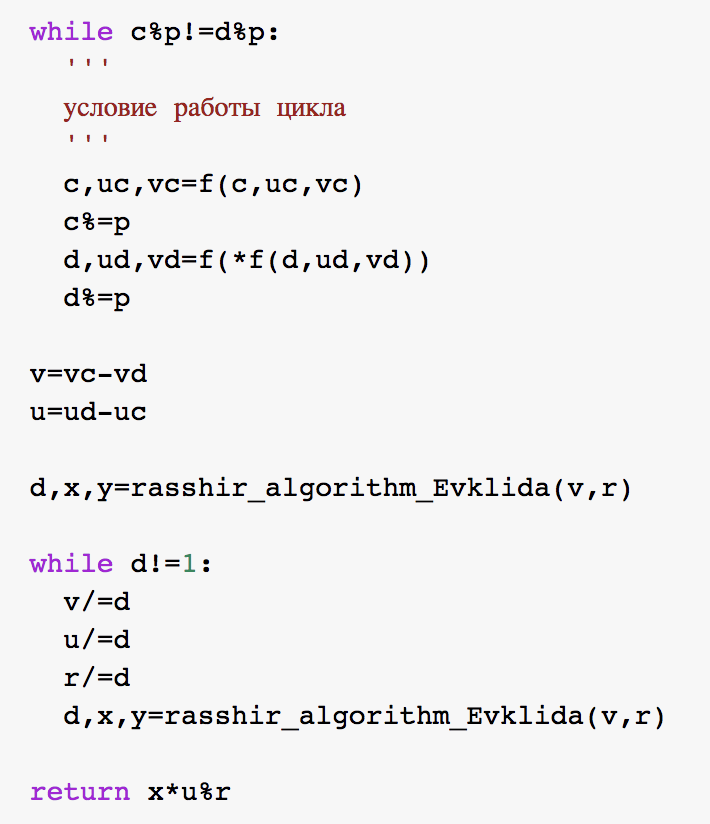 while c%p!=d%p:
'''
условие работы цикла
'''
c,uc,vc=f(c,uc,vc)
c%=p
d,ud,vd=f(*f(d,ud,vd))
d%=p
v=vc-vd
u=ud-uc
d,x,y=rasshir_algorithm_Evklida(v,r)
while d!=1:
v/=d
u/=d
r/=d
d,x,y=rasshir_algorithm_Evklida(v,r)
return x*u%r